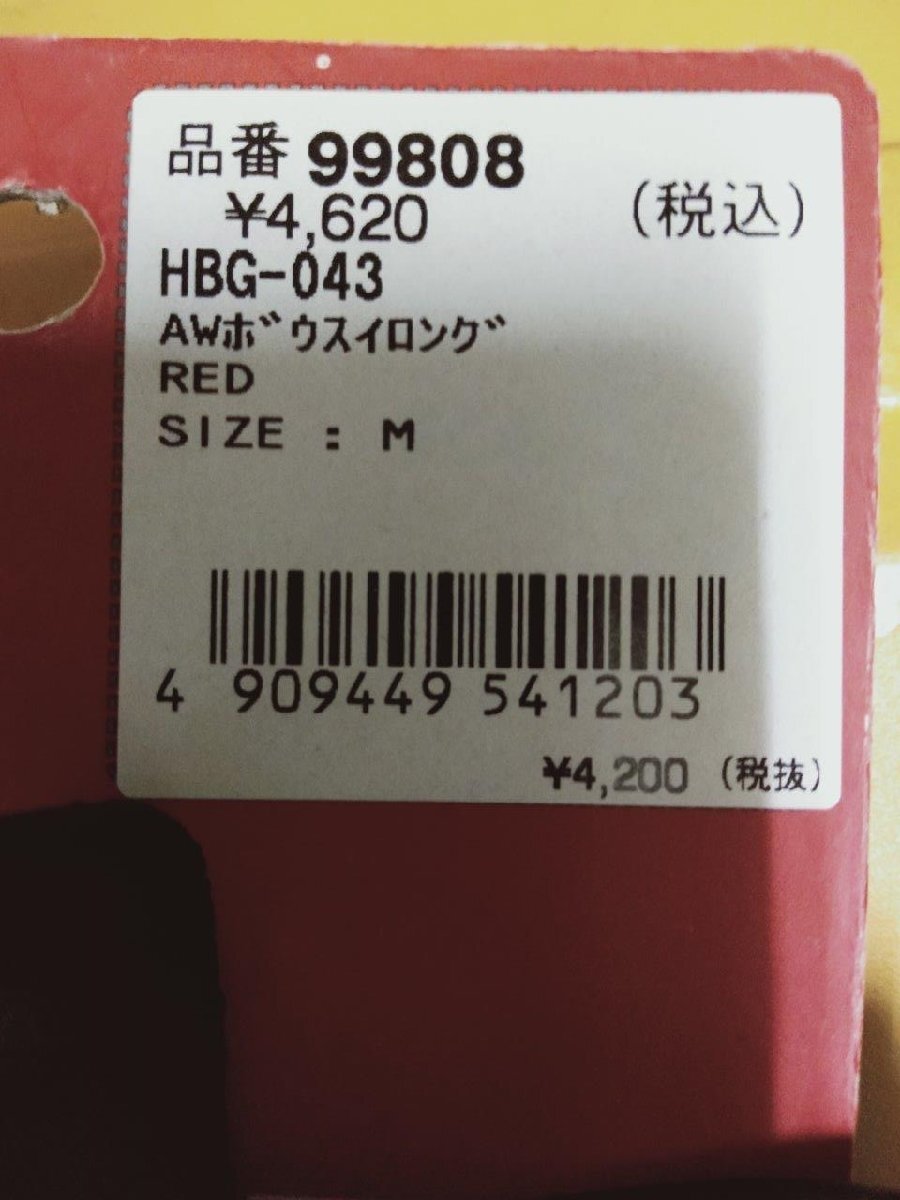 品番 99808
¥4,620 (税込)
HBG-043
AWﾎﾞｳｽｲﾛﾝｸﾞ
RED
SIZE : M
4 909449 541203
¥4,200 (税抜)